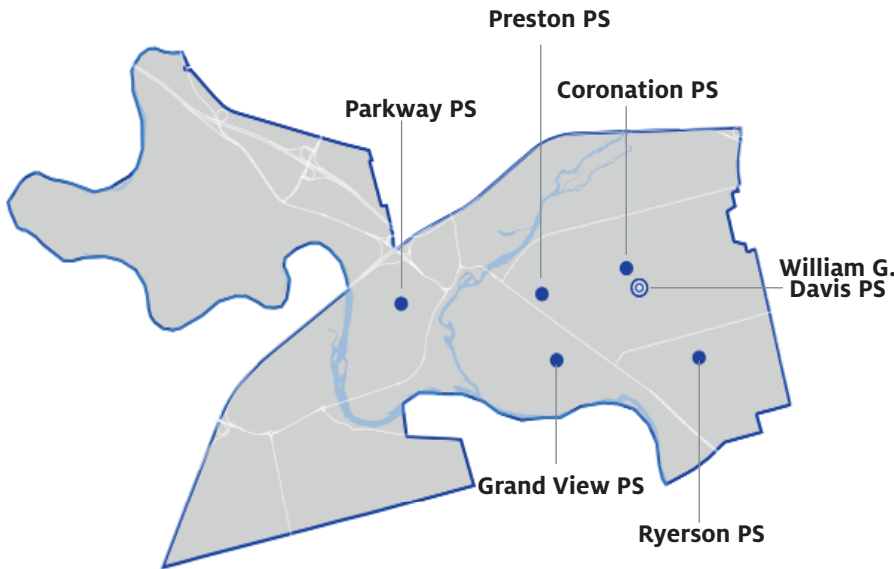 Preston PS
Coronation PS
Parkway PS
William G.
Davis PS
Grand View PS
Ryerson PS